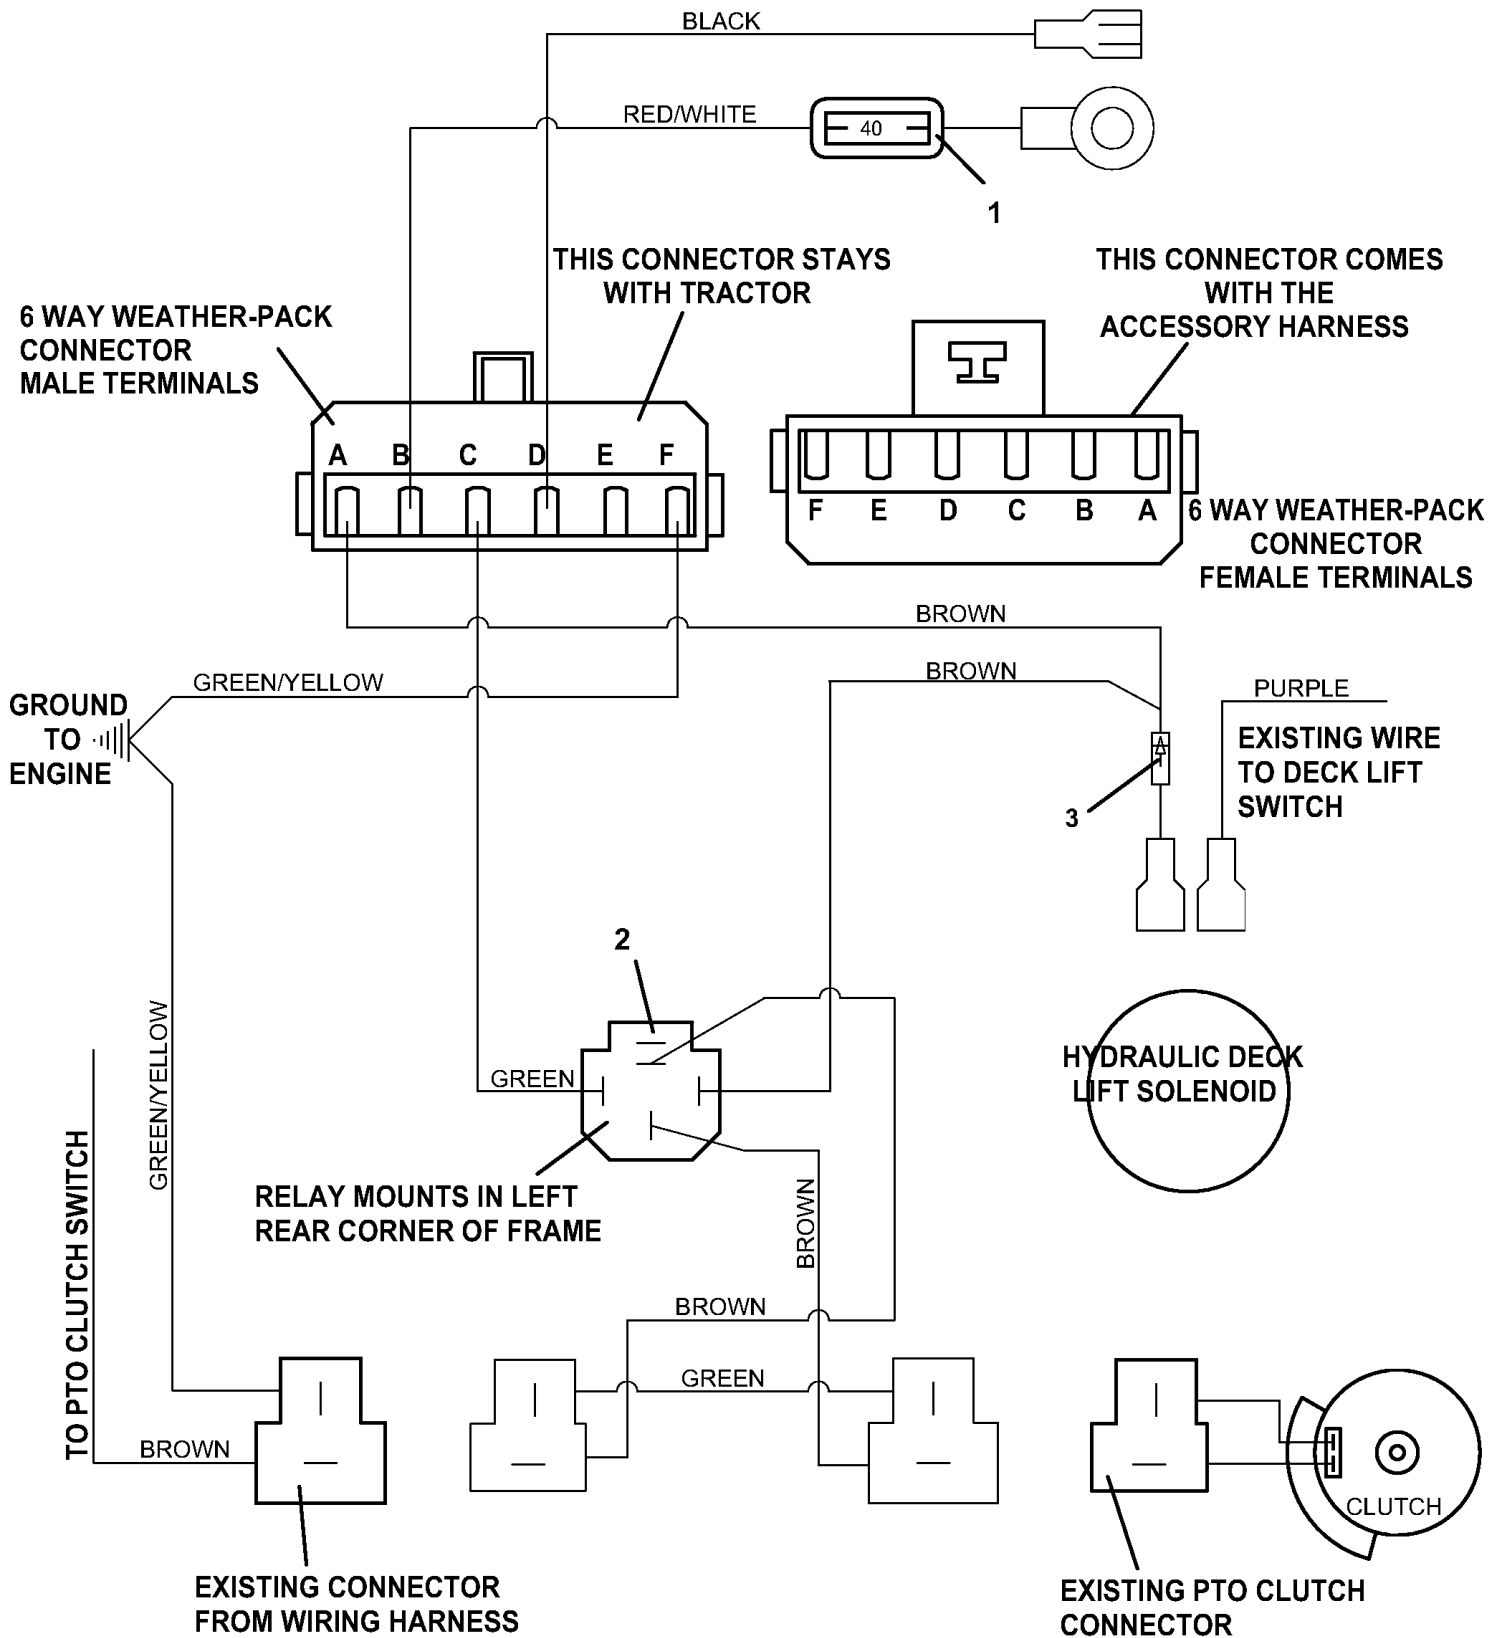 BLACK
RED/WHITE
40
1
THIS CONNECTOR STAYS
WITH TRACTOR
THIS CONNECTOR COMES
WITH THE
ACCESSORY HARNESS
6 WAY WEATHER-PACK
CONNECTOR
MALE TERMINALS
A B C D E F
F E D C B A
6 WAY WEATHER-PACK
CONNECTOR
FEMALE TERMINALS
BROWN
BROWN
GREEN/YELLOW
PURPLE
GROUND
TO
ENGINE
EXISTING WIRE
TO DECK LIFT
SWITCH
3
2
GREEN/YELLOW
GREEN
HYDRAULIC DECK
LIFT SOLENOID
TO PTO CLUTCH SWITCH
RELAY MOUNTS IN LEFT
REAR CORNER OF FRAME
BROWN
BROWN
GREEN
BROWN
CLUTCH
EXISTING CONNECTOR
FROM WIRING HARNESS
EXISTING PTO CLUTCH
CONNECTOR